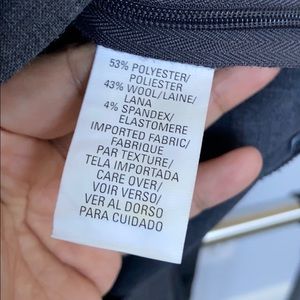 53% POLYESTER/
POLIESTER
43% WOOL/LAINE/
LANA
4% SPANDEX/
ELASTOMERE
IMPORTED FABRIC/
FABRIQUE
PAR TEXTURE/
TELA IMPORTADA
CARE OVER/
VOIR VERSO/
VER AL DORSO
PARA CUIDADO